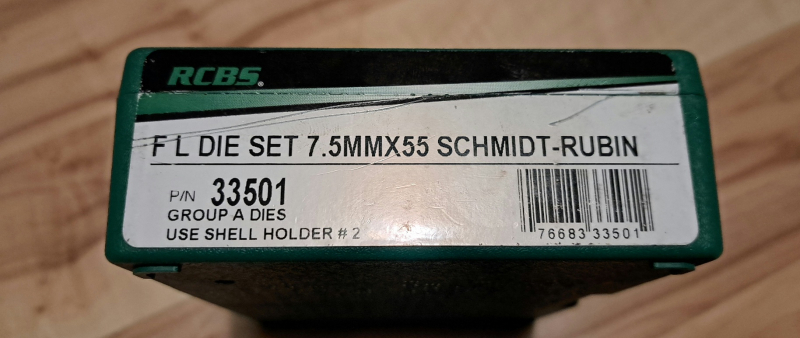 RCBS.
F L DIE SET 7.5MMX55 SCHMIDT-RUBIN
P/N 33501
GROUP A DIES
USE SHELL HOLDER # 2
76683 33501